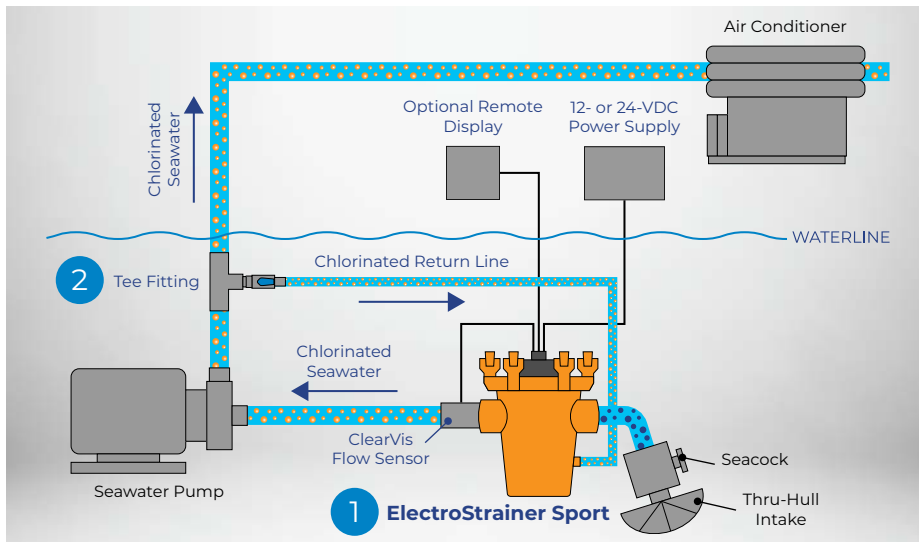 Air Conditioner
Optional Remote
Display
12- or 24-VDC
Power Supply
Chlorinated
Seawater
WATERLINE
2
Tee Fitting
Chlorinated Return Line
Chlorinated
Seawater
ClearVis
Flow Sensor
Seawater Pump
Seacock
Thru-Hull
Intake
1
ElectroStrainer Sport